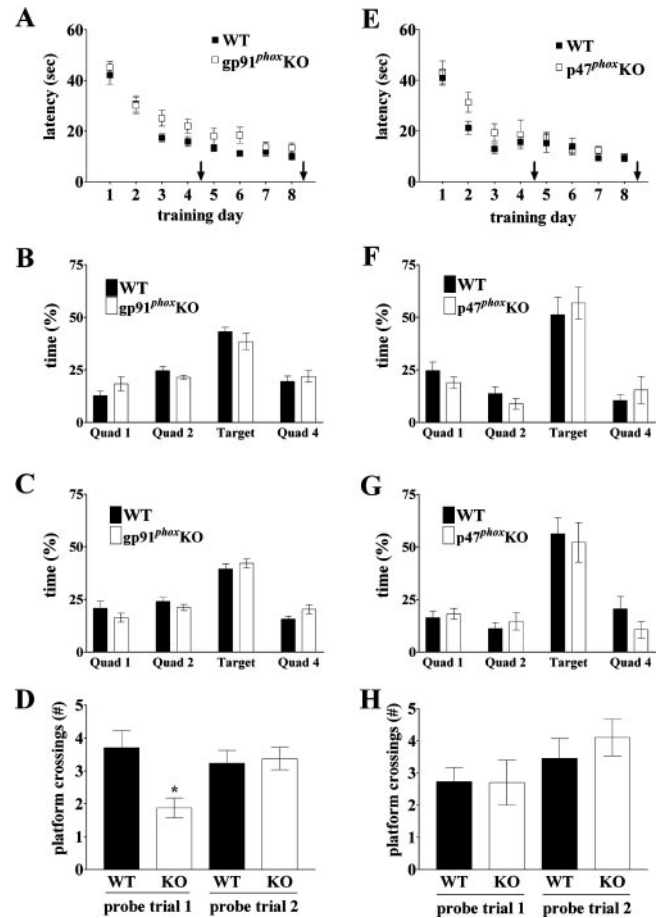 A
60
40
20
0
latency (sec)
WT
gp91phoxKO
1 2 3 4 5 6 7 8
training day
E
60
40
20
0
latency (sec)
WT
p47phoxKO
1 2 3 4 5 6 7 8
training day
B
75
50
25
0
time (%)
WT
gp91phoxKO
Quad 1 Quad 2 Target Quad 4
F
75
50
25
0
time (%)
WT
p47phoxKO
Quad 1 Quad 2 Target Quad 4
C
75
50
25
0
time (%)
WT
gp91phoxKO
Quad 1 Quad 2 Target Quad 4
G
75
50
25
0
time (%)
WT
p47phoxKO
Quad 1 Quad 2 Target Quad 4
D
5
4
3
2
1
0
platform crossings (#)
*
WT KO WT KO
probe trial 1 probe trial 2
H
5
4
3
2
1
0
platform crossings (#)
WT KO WT KO
probe trial 1 probe trial 2